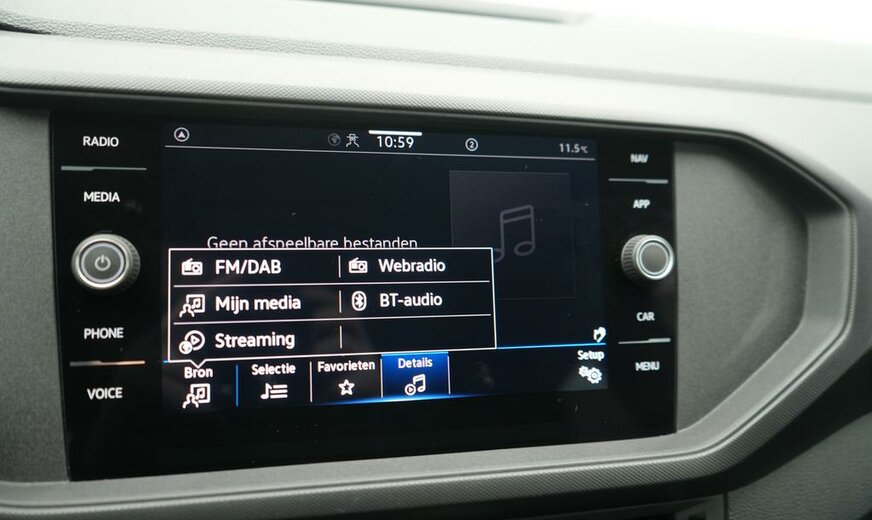 RADIO
MEDIA
PHONE
VOICE
10:59
2
11.5°C
Geen afspeelbare bestanden
FM/DAB
Webradio
Mijn media
BT-audio
Streaming
Bron
Selectie
Favorieten
Details
Setup
NAV
APP
CAR
MENU